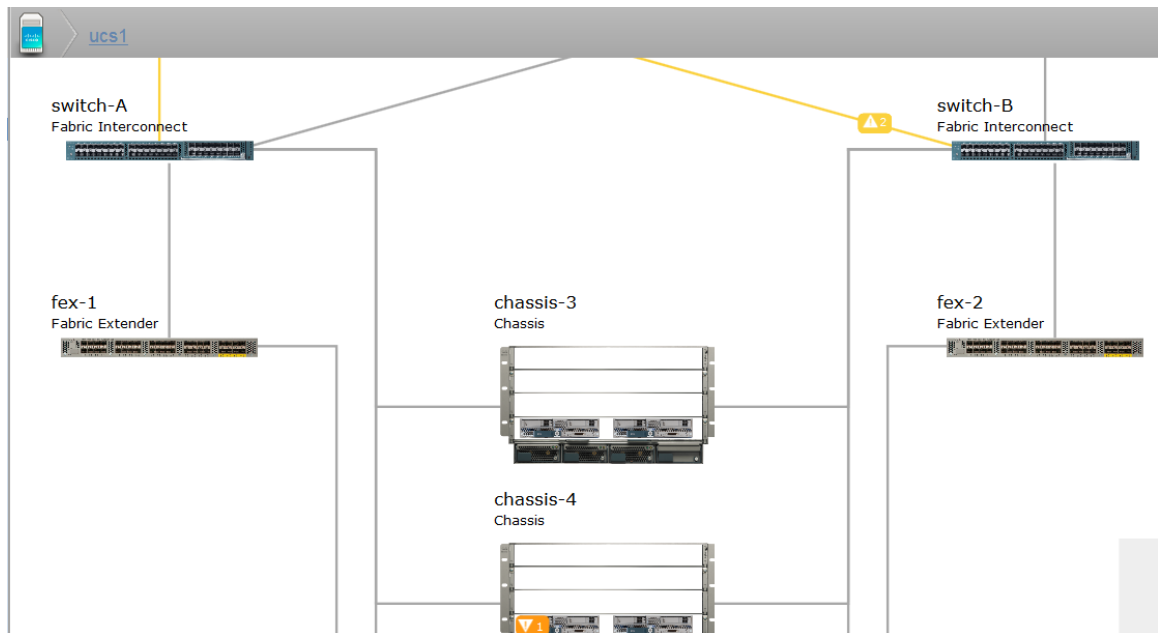 ucs1
switch-A
Fabric Interconnect
switch-B
Fabric Interconnect
2
fex-1
Fabric Extender
chassis-3
Chassis
fex-2
Fabric Extender
chassis-4
Chassis
1